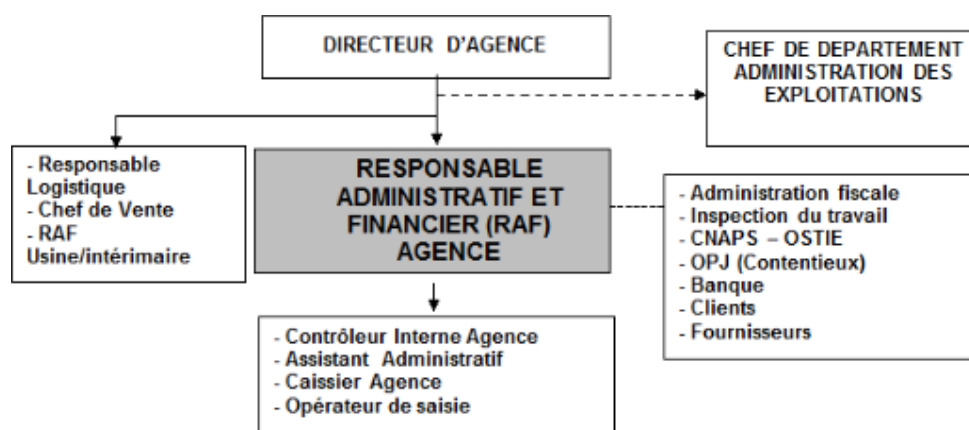 DIRECTEUR D'AGENCE
CHEF DE DEPARTEMENT
ADMINISTRATION DES
EXPLOITATIONS
- Responsable
Logistique
- Chef de Vente
- RAF
Usine/intérimaire
RESPONSABLE
ADMINISTRATIF ET
FINANCIER (RAF)
AGENCE
- Administration fiscale
- Inspection du travail
- CNAPS – OSTIE
- OPJ (Contentieux)
- Banque
- Clients
- Fournisseurs
- Contrôleur Interne Agence
- Assistant Administratif
- Caissier Agence
- Opérateur de saisie